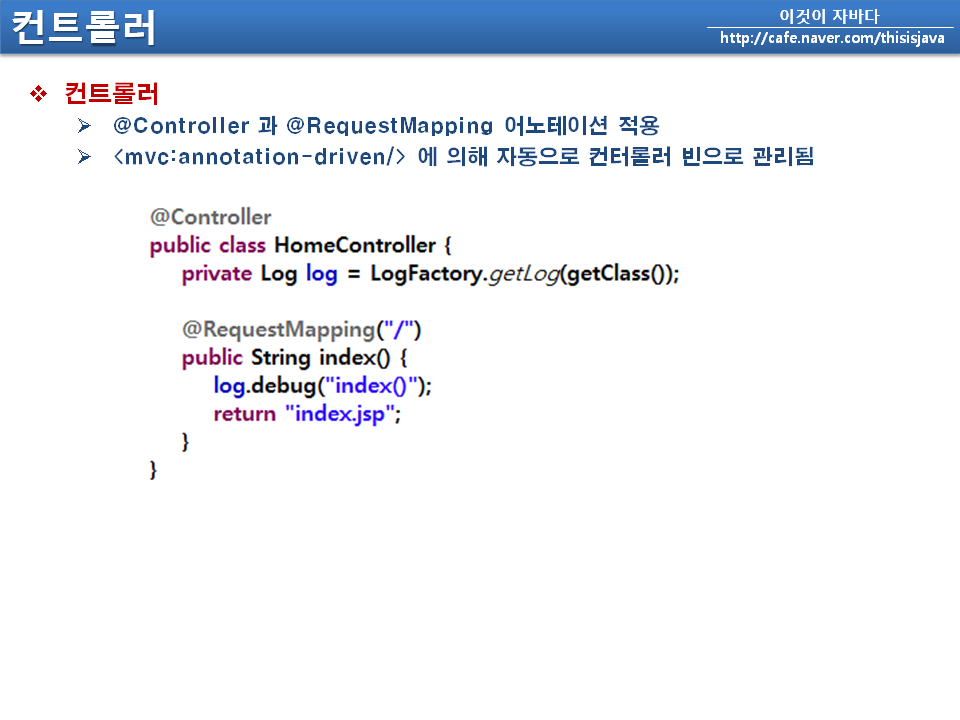 컨트롤러
이것이 자바다
http://cafe.naver.com/thisisjava
컨트롤러
@Controller 과 @RequestMapping 어노테이션 적용
<mvc:annotation-driven/> 에 의해 자동으로 컨터롤러 빈으로 관리됨
@Controller
public class HomeController {
private Log log = LogFactory.getLog(getClass());
@RequestMapping("/")
public String index() {
log.debug("index()");
return "index.jsp";
}
}